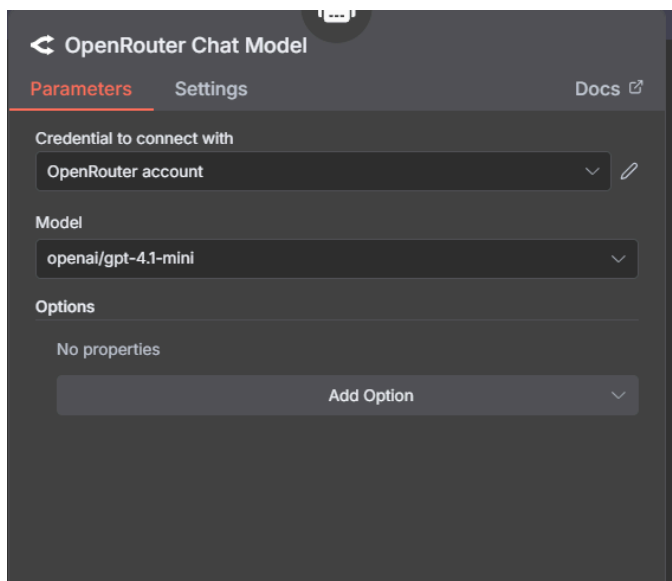 OpenRouter Chat Model
Parameters Settings Docs
Credential to connect with
OpenRouter account
Model
openai/gpt-4.1-mini
Options
No properties
Add Option